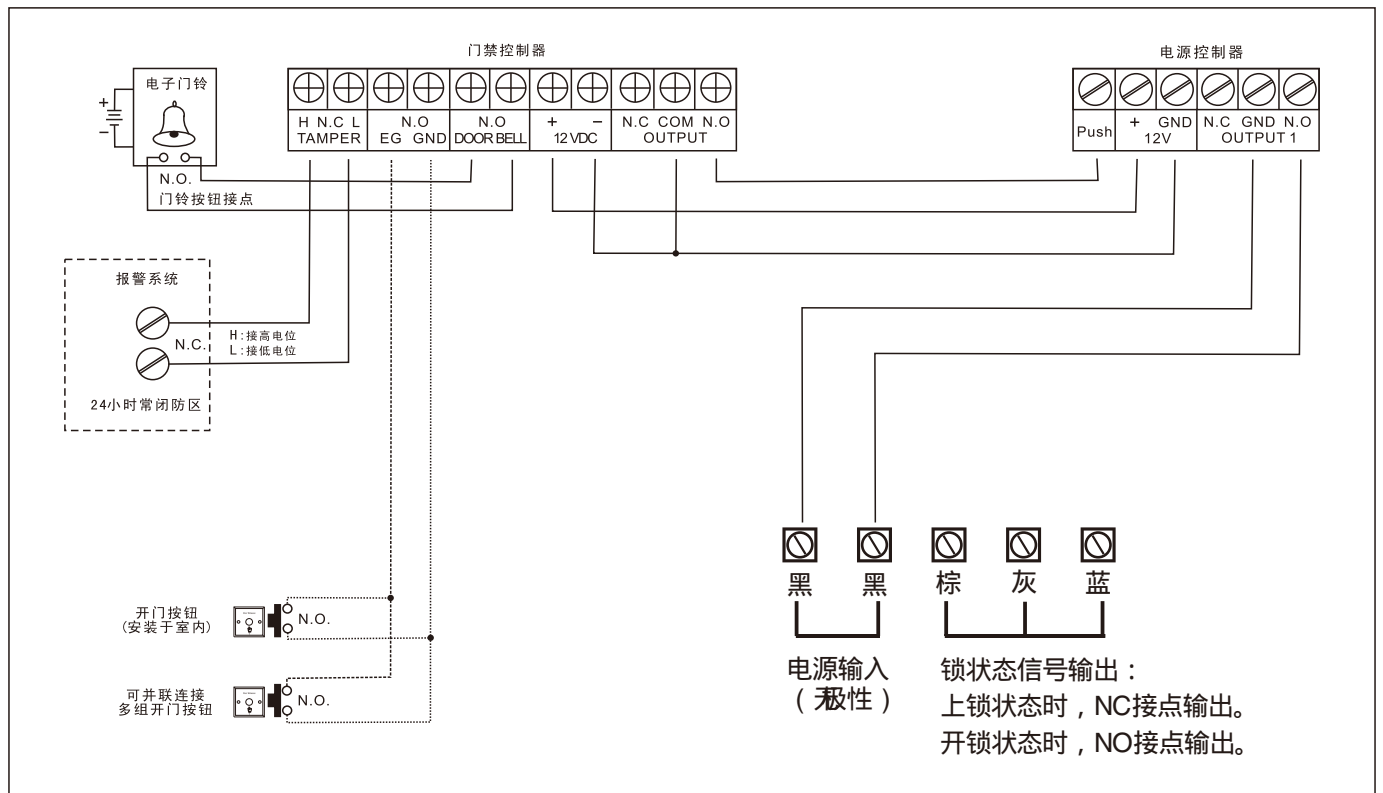 门禁控制器
电源控制器
电子门铃
+
−
H N.C L
TAMPER
N.O
EG GND
N.O
DOOR BELL
+ −
12 VDC
N.C COM N.O
OUTPUT
Push
+ GND
12V
N.C GND N.O
OUTPUT 1
N.O.
门铃按钮接点
报警系统
N.C.
H:接高电位
L:接低电位
24小时常闭防区
开门按钮
(安装于室内)
N.O.
可并联连接
多组开门按钮
N.O.
黑 黑 棕 灰 蓝
电源输入
(无极性)
锁状态信号输出:
上锁状态时,NC接点输出。
开锁状态时,NO接点输出。